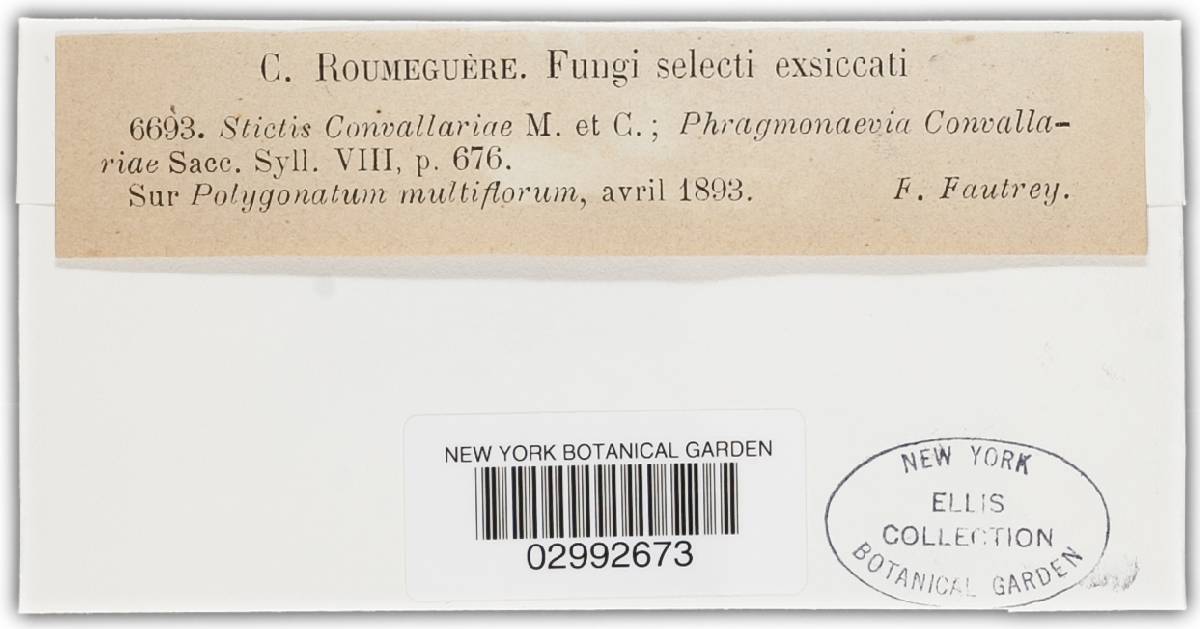 C. ROUMEGUÈRE. Fungi selecti exsiccati
6693. Stictis Convallariae M. et C.; Phragmonaevia Convalla-
riae Sacc. Syll. VIII, p. 676.
Sur Polygonatum multiflorum, avril 1893. F. Fautrey.
NEW YORK BOTANICAL GARDEN
02992673
NEW YORK
ELLIS
COLLECTION
BOTANICAL GARDEN